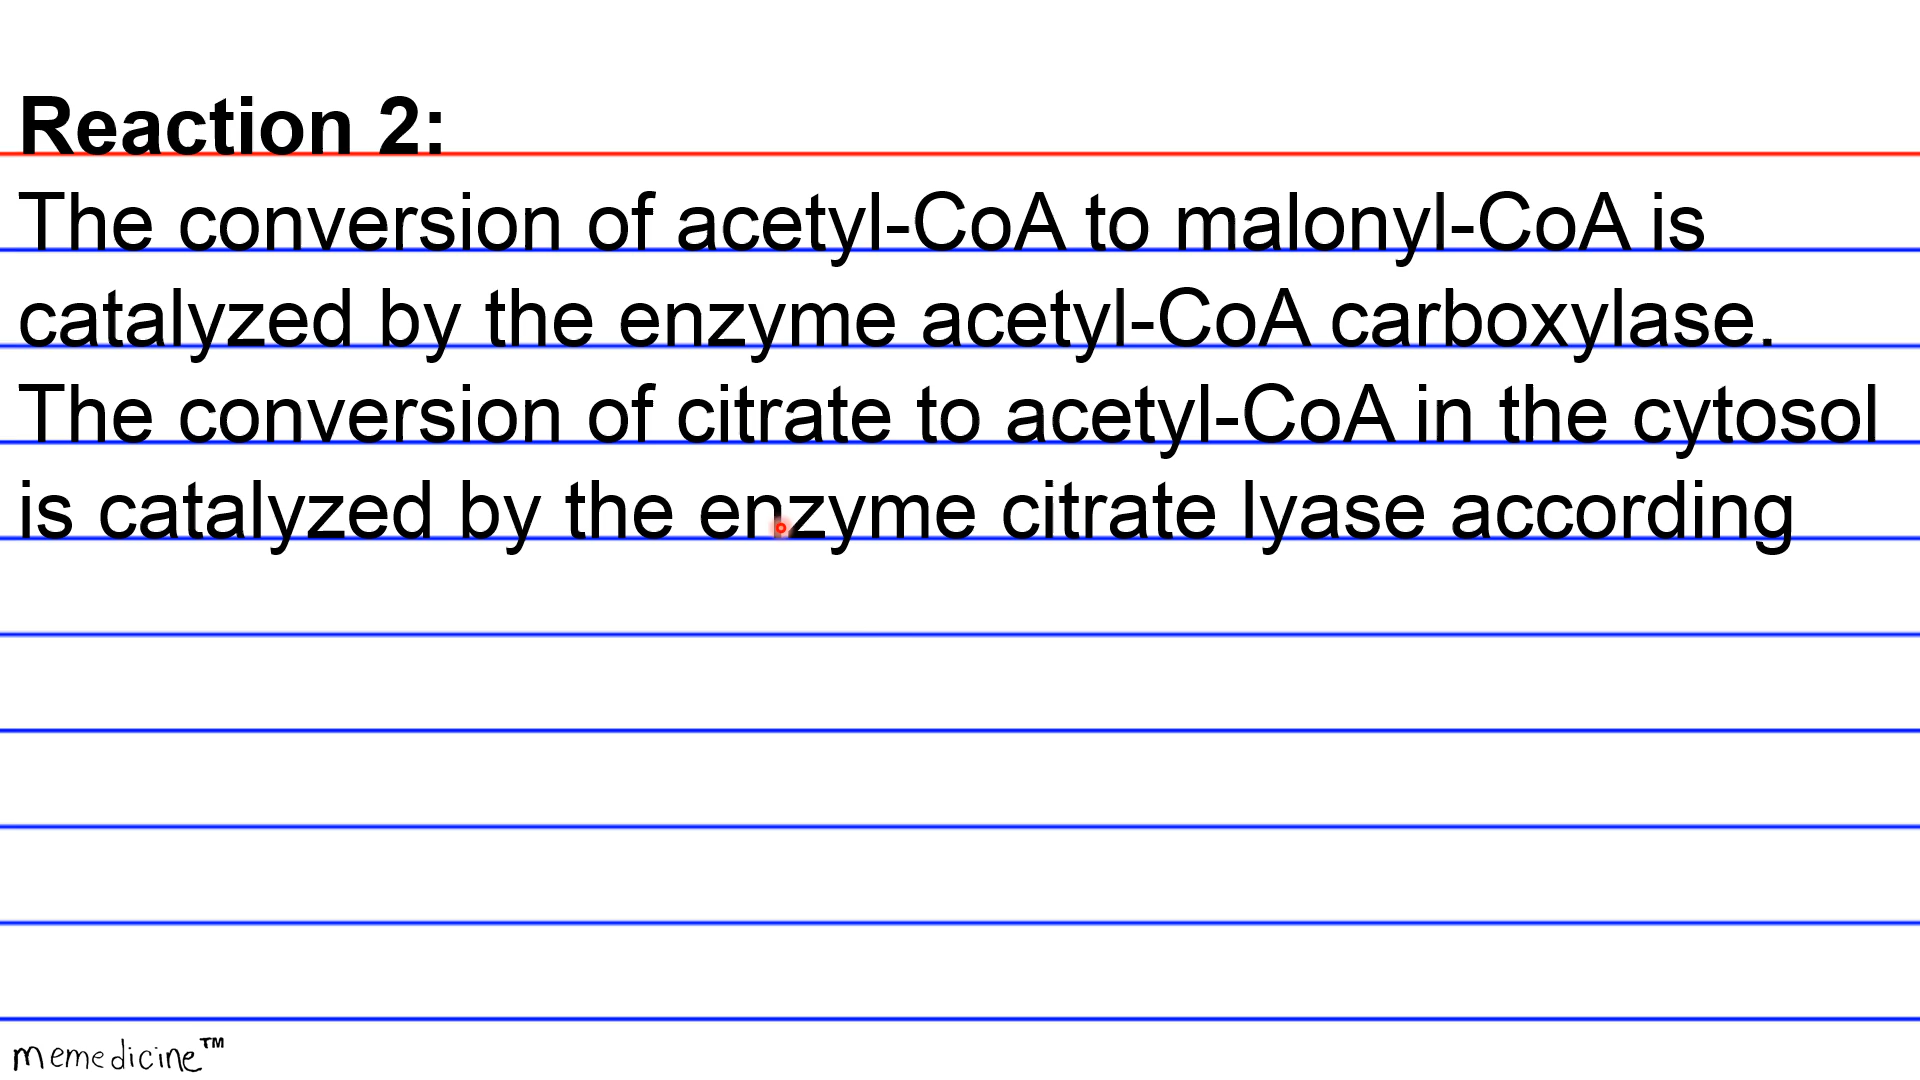 Reaction 2:
The conversion of acetyl-CoA to malonyl-CoA is
catalyzed by the enzyme acetyl-CoA carboxylase.
The conversion of citrate to acetyl-CoA in the cytosol
is catalyzed by the enzyme citrate lyase according
memedicine™